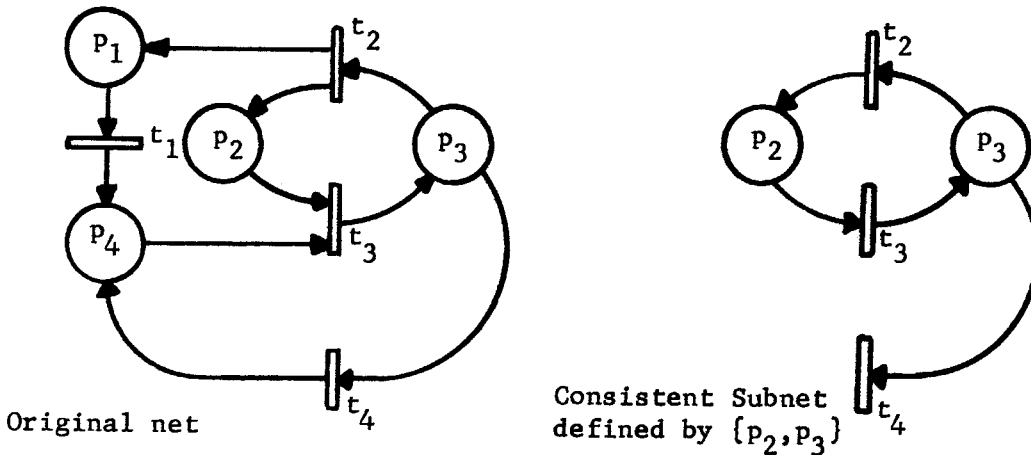 p1
t1
p4
t2
p2
p3
t3
t4
Original net
t2
p2
p3
t3
t4
Consistent Subnet
defined by {p2,p3}